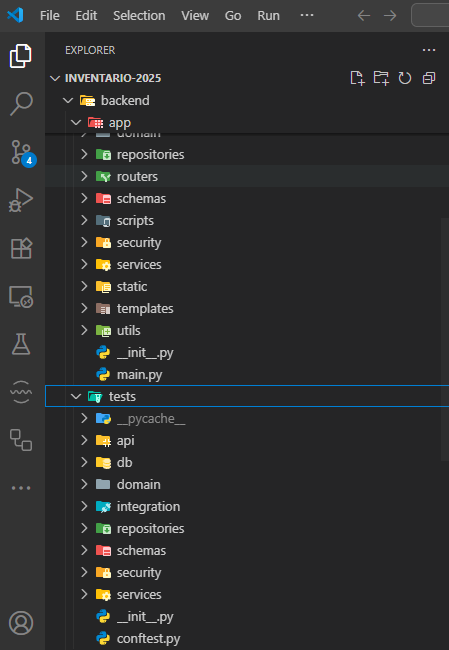 File Edit View Go Run ···
EXPLORER ···
INVENTARIO-2025
backend
app
domain
repositories
routers
schemas
scripts
security
services
static
templates
utils
__init__.py
main.py
tests
__pycache__
api
db
domain
integration
repositories
schemas
security
services
__init__.py
conftest.py
4